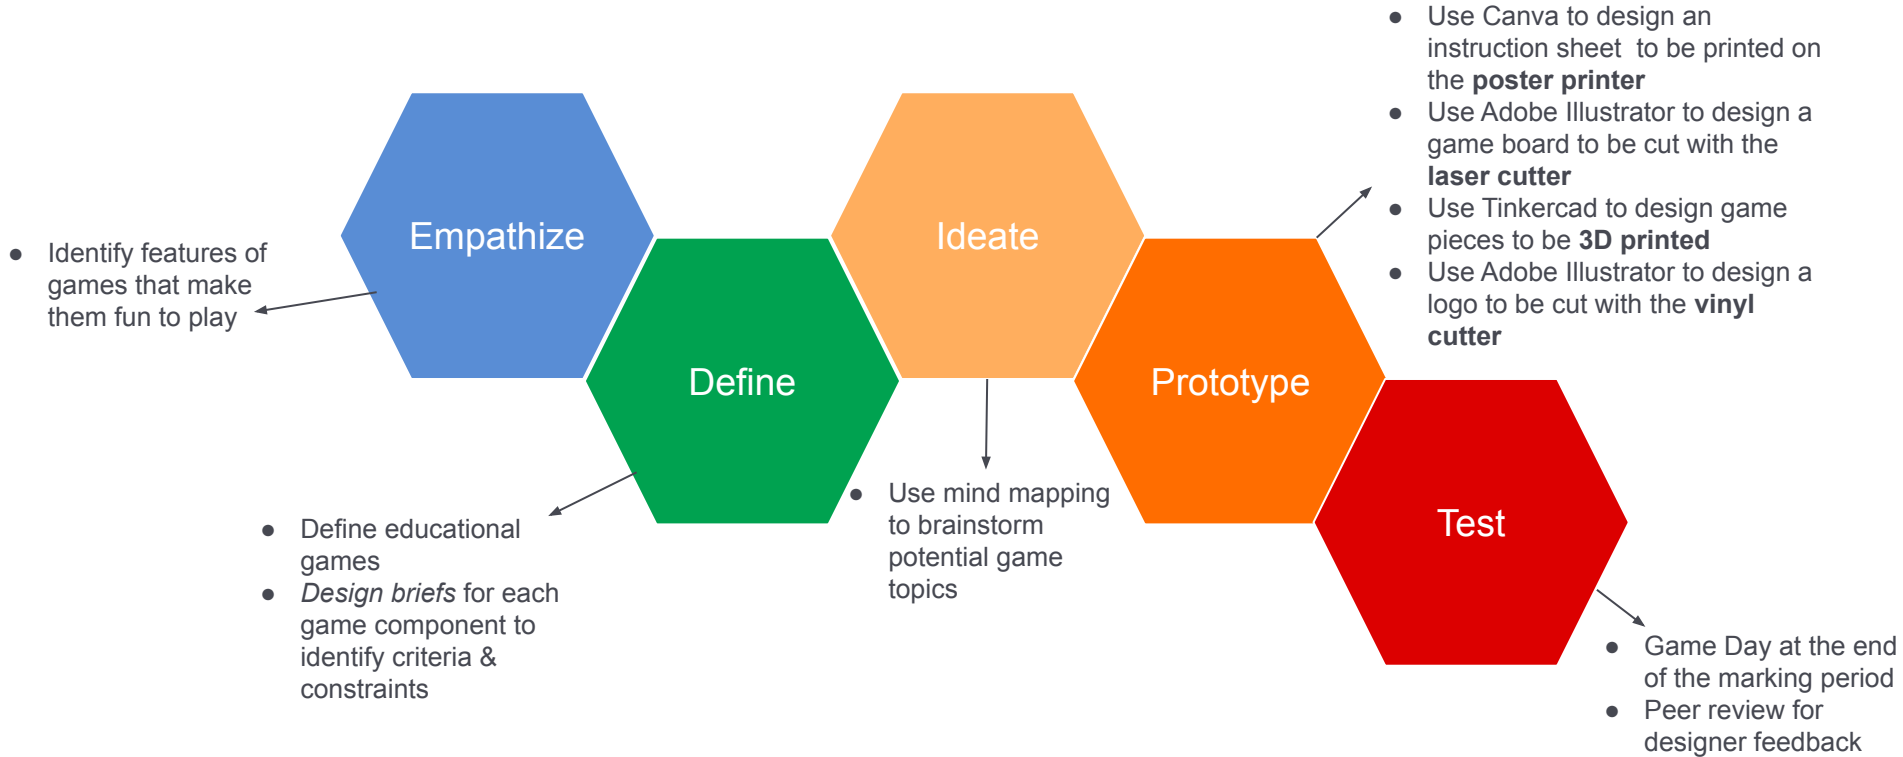 Empathize
● Identify features of
games that make
them fun to play
Define
● Define educational
games
● Design briefs for each
game component to
identify criteria &
constraints
Ideate
● Use mind mapping
to brainstorm
potential game
topics
Prototype
● Use Canva to design an
instruction sheet  to be printed on
the poster printer
● Use Adobe Illustrator to design a
game board to be cut with the
laser cutter
● Use Tinkercad to design game
pieces to be 3D printed
● Use Adobe Illustrator to design a
logo to be cut with the vinyl
cutter
Test
● Game Day at the end
of the marking period
● Peer review for
designer feedback